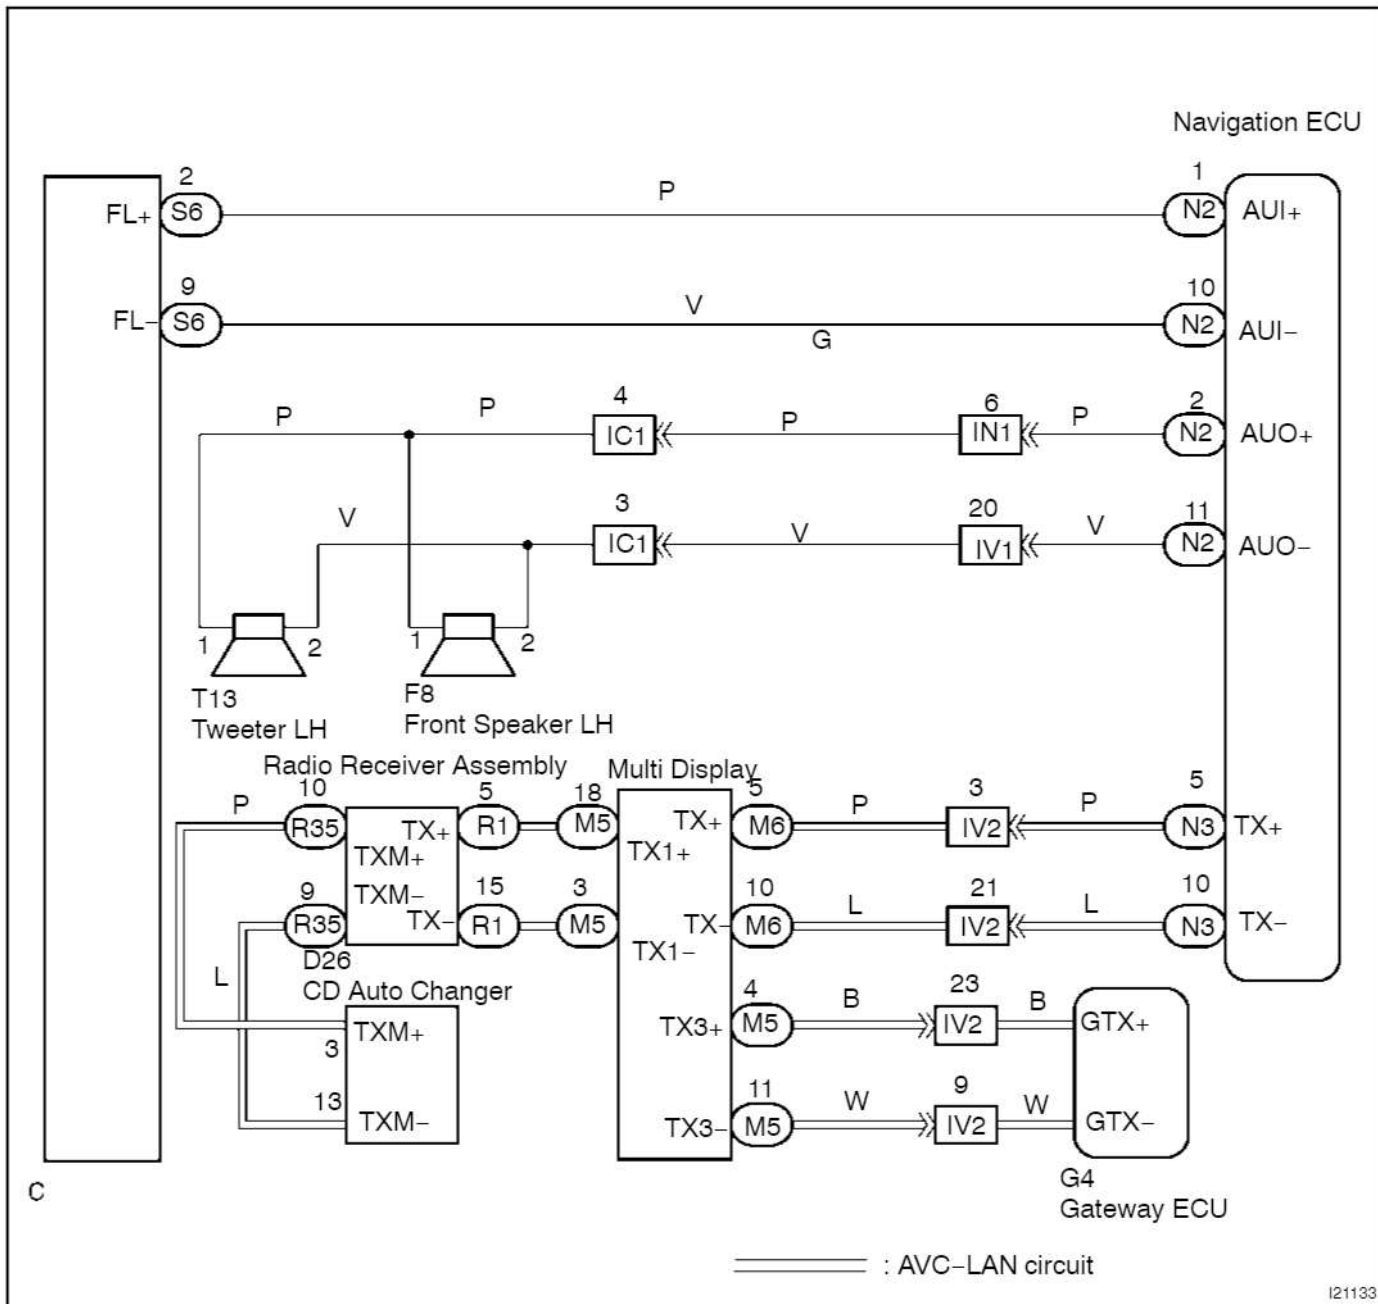 Navigation ECU
2 P 1
FL+ S6 N2 AUI+
9 V 10
FL− S6 N2 AUI−
G
P P 4 P 6 P 2
IC1 IN1 N2 AUO+
V 3 V 20 V 11
IC1 IV1 N2 AUO−
1 2 1 2
T13 F8
Tweeter LH Front Speaker LH
Radio Receiver Assembly Multi Display
P 10 5 18 5 P 3 P 5
R35 TX+ R1 M5 TX+ M6 IV2 N3 TX+
TXM+ TX1+
9 TXM− 15 3 10 L 21 L 10
R35 TX− R1 M5 TX− M6 IV2 N3 TX−
TX1−
D26
L CD Auto Changer
4 B 23 B
TXM+ TX3+ M5 IV2 GTX+
3
13 11 W 9 W
TXM− TX3− M5 IV2 GTX−
C
G4
Gateway ECU
: AVC−LAN circuit
I21133